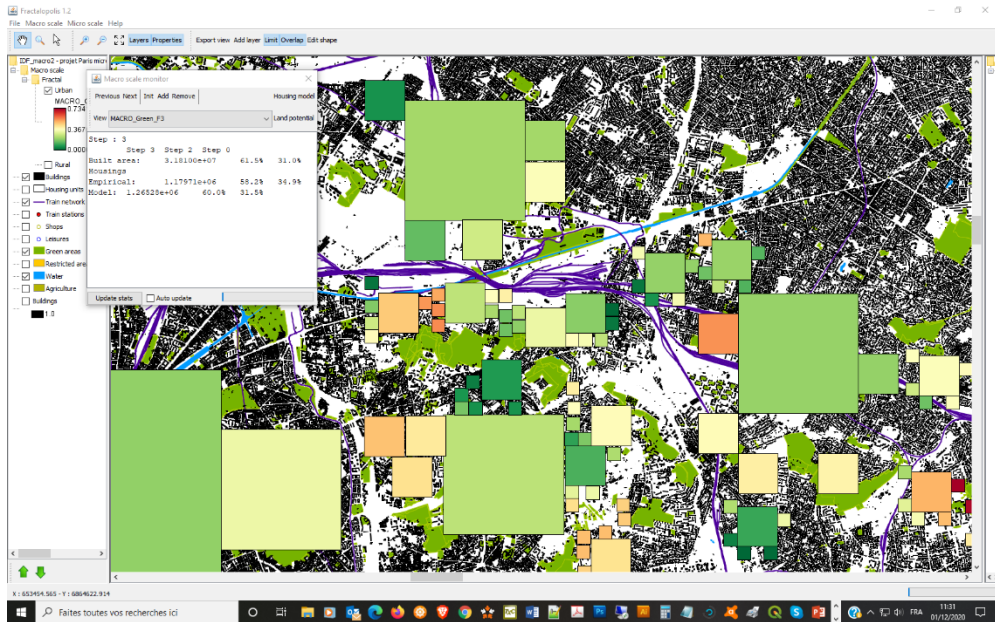 Fractalopolis 1.2
File Macro scale Micro scale Help
Layers Properties Export view Add layer Limit Overlap Edit shape
IDF_macro2 - projet Paris micr
Macro scale
Fractal
Urban
MACRO_G
0.734
0.367
0.000
Rural
Buildings
Housing units
Train network
Train stations
Shops
Leisures
Green areas
Restricted area
Water
Agriculture
Buildings
1.0
Macro scale monitor
Previous Next Init Add Remove Housing model
View MACRO_Green_F3 Land potential
Step : 3
Step 3 Step 2 Step 0
Built area: 3.18100e+07 61.5% 31.0%
Housings
Empirical: 1.17971e+06 58.2% 34.9%
Model: 1.26528e+06 60.0% 31.5%
Update stats Auto update
X : 653454.565 - Y : 6864622.914
Faites toutes vos recherches ici
FRA
11:31
01/12/2020